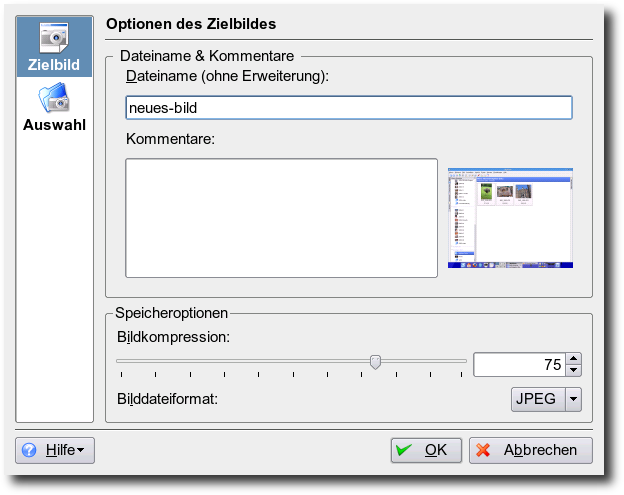 Zielbild
Auswahl
Optionen des Zielbildes
Dateiname & Kommentare
Dateiname (ohne Erweiterung):
neues-bild
Kommentare:
Speicheroptionen
Bildkompression:
75
Bilddateiformat:
JPEG
Hilfe
OK
Abbrechen